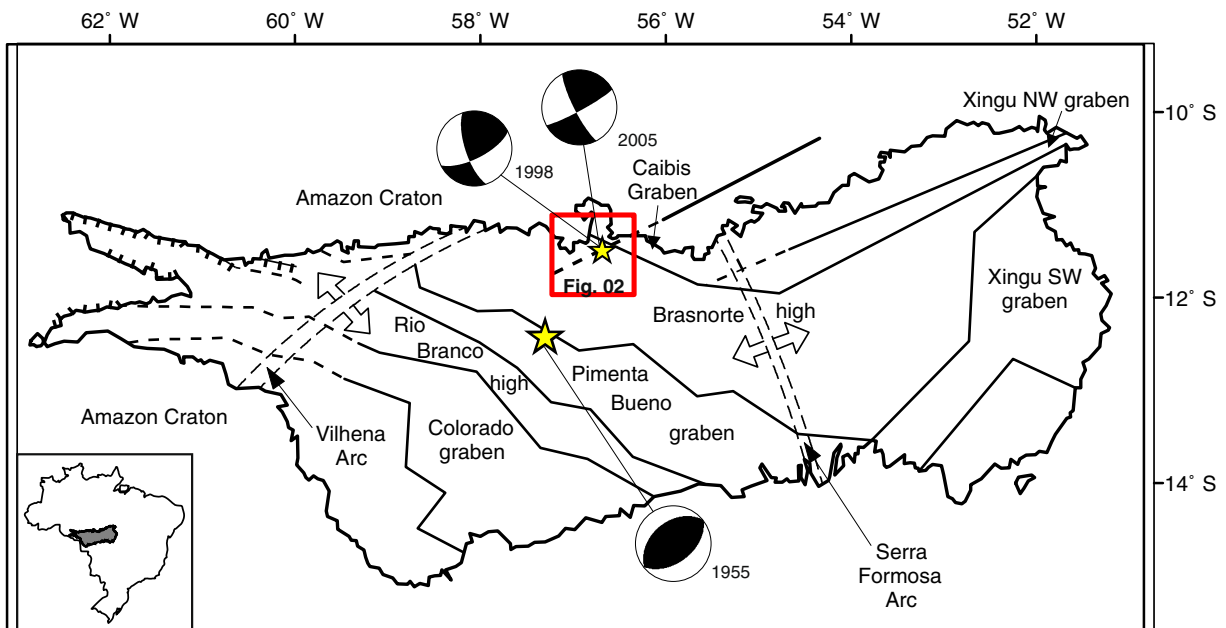 62° W 60° W 58° W 56° W 54° W 52° W
Xingu NW graben
10° S
2005
1998
Caibis
Graben
Amazon Craton
Fig. 02
Xingu SW
graben
12° S
Brasnorte
high
Rio
Branco
high
Pimenta
Bueno
graben
Amazon Craton
Vilhena
Arc
Colorado
graben
14° S
Serra
Formosa
Arc
1955